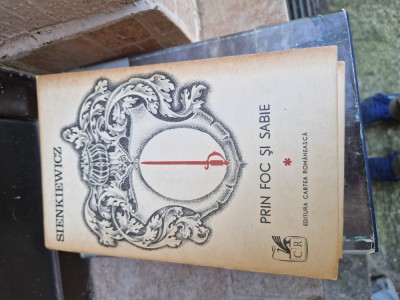 SIENKIEWICZ
PRIN FOC ȘI SABIE
*
EDITURA CARTEA ROMÂNEASCĂ
CR